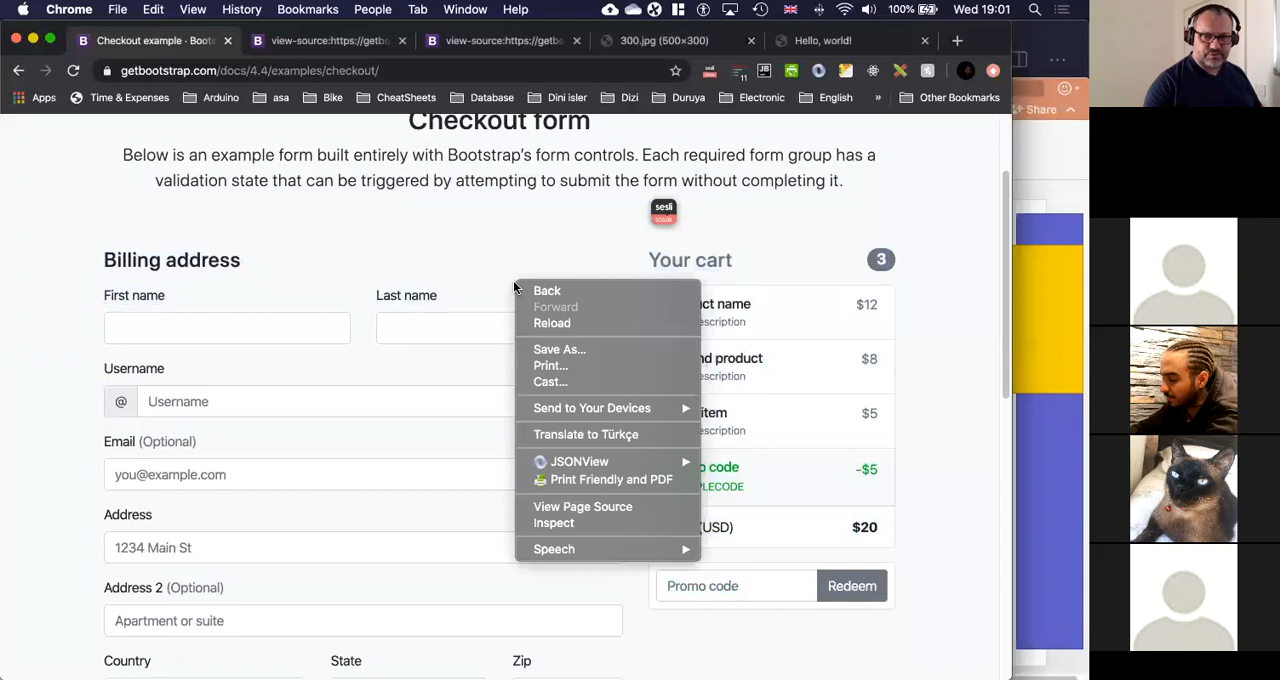 Chrome File Edit View History Bookmarks People Tab Window Help 100% Wed 19:01
Checkout example · Boots view-source:https://getbo view-source:https://getbo 300.jpg (500×300) Hello, world!
getbootstrap.com/docs/4.4/examples/checkout/
Apps Time & Expenses Arduino asa Bike CheatSheets Database Dini isler Dizi Duruya Electronic English » Other Bookmarks
Share
Checkout form
Below is an example form built entirely with Bootstrap's form controls. Each required form group has a
validation state that can be triggered by attempting to submit the form without completing it.
sesli
Billing address
Your cart 3
First name Last name
Username
@ Username
Email (Optional)
you@example.com
Address
1234 Main St
Address 2 (Optional)
Apartment or suite
Country State Zip
Back
Forward
Reload
Save As...
Print...
Cast...
Send to Your Devices
Translate to Türkçe
JSONView
Print Friendly and PDF
View Page Source
Inspect
Speech
uct name $12
escription
nd product $8
escription
item $5
escription
o code -$5
PLECODE
(USD) $20
Promo code Redeem